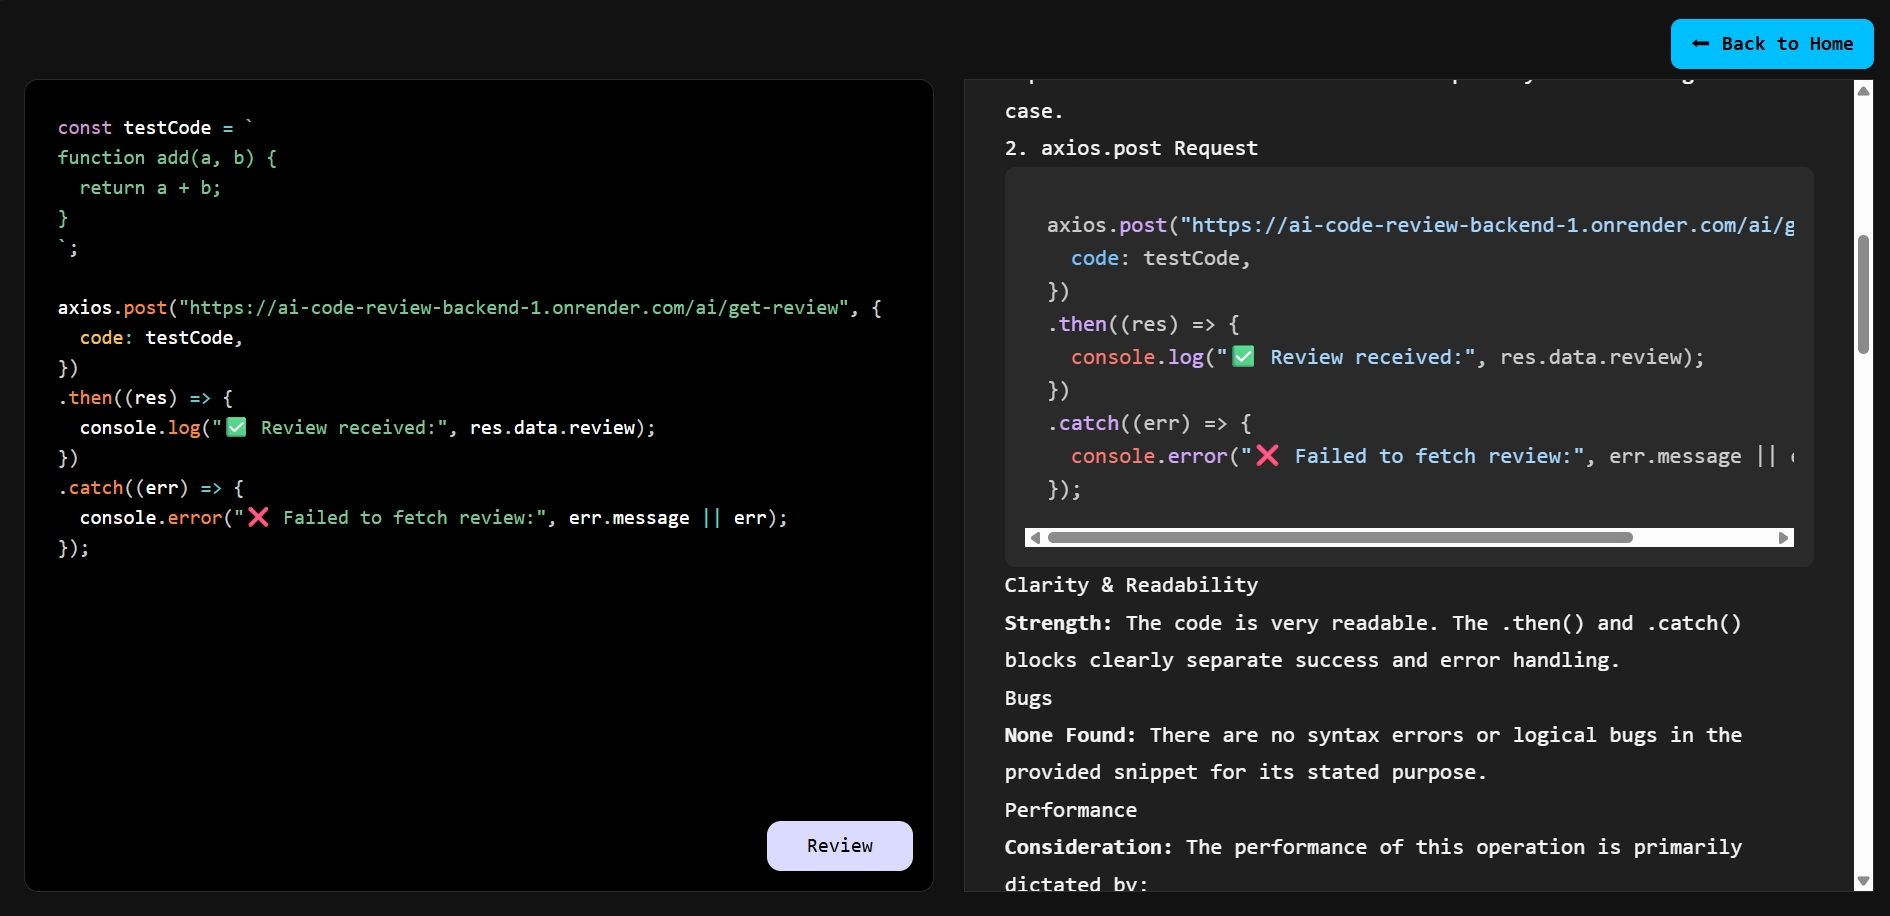 ← Back to Home
const testCode = `
function add(a, b) {
  return a + b;
}
`;
axios.post("https://ai-code-review-backend-1.onrender.com/ai/get-review", {
  code: testCode,
})
.then((res) => {
  console.log("✅ Review received:", res.data.review);
})
.catch((err) => {
  console.error("❌ Failed to fetch review:", err.message || err);
});
Review
case.
2. axios.post Request
axios.post("https://ai-code-review-backend-1.onrender.com/ai/g
  code: testCode,
})
.then((res) => {
  console.log("✅ Review received:", res.data.review);
})
.catch((err) => {
  console.error("❌ Failed to fetch review:", err.message ||
});
Clarity & Readability
Strength: The code is very readable. The .then() and .catch()
blocks clearly separate success and error handling.
Bugs
None Found: There are no syntax errors or logical bugs in the
provided snippet for its stated purpose.
Performance
Consideration: The performance of this operation is primarily
dictated by: